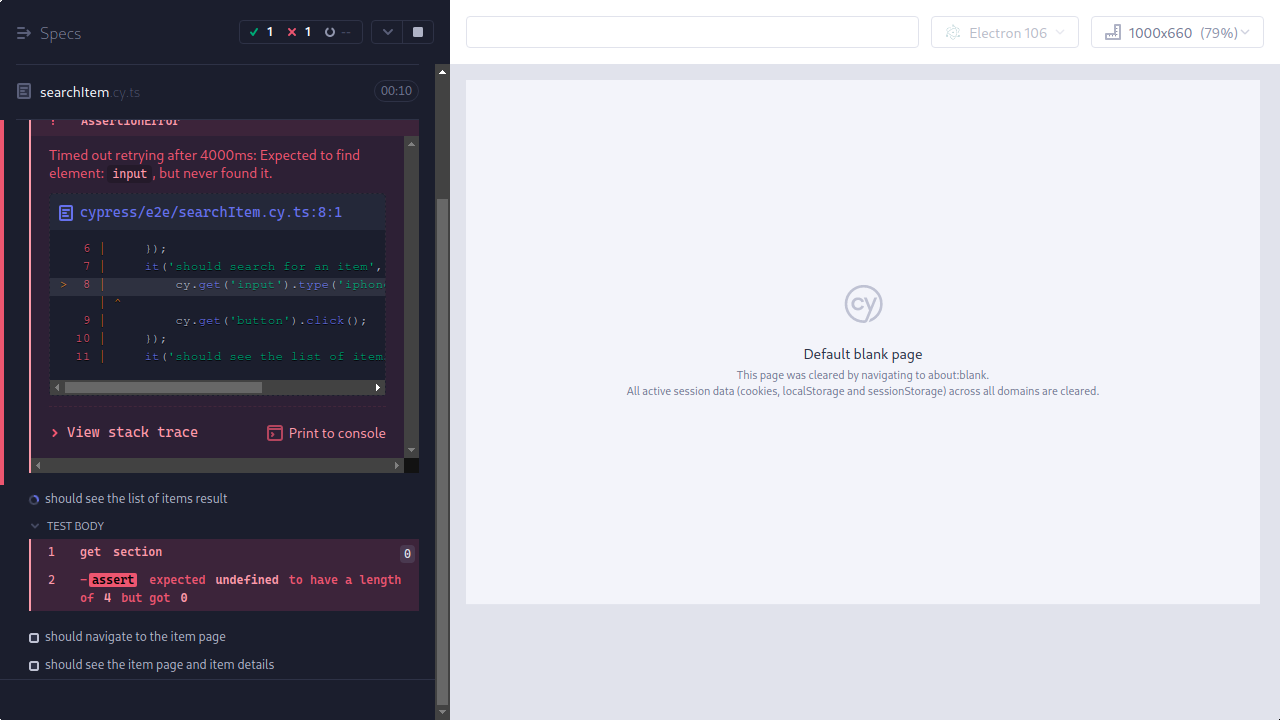 Specs
1
1
--
searchItem.cy.ts
00:10
! AssertionError
Timed out retrying after 4000ms: Expected to find
element: input, but never found it.
cypress/e2e/searchItem.cy.ts:8:1
6 | });
7 | it('should search for an item',
> 8 | cy.get('input').type('iphon
| ^
9 | cy.get('button').click();
10 | });
11 | it('should see the list of item
View stack trace
Print to console
should see the list of items result
TEST BODY
1 get section 0
2 -assert expected undefined to have a length
of 4 but got 0
should navigate to the item page
should see the item page and item details
Electron 106
1000x660 (79%)
cy
Default blank page
This page was cleared by navigating to about:blank.
All active session data (cookies, localStorage and sessionStorage) across all domains are cleared.